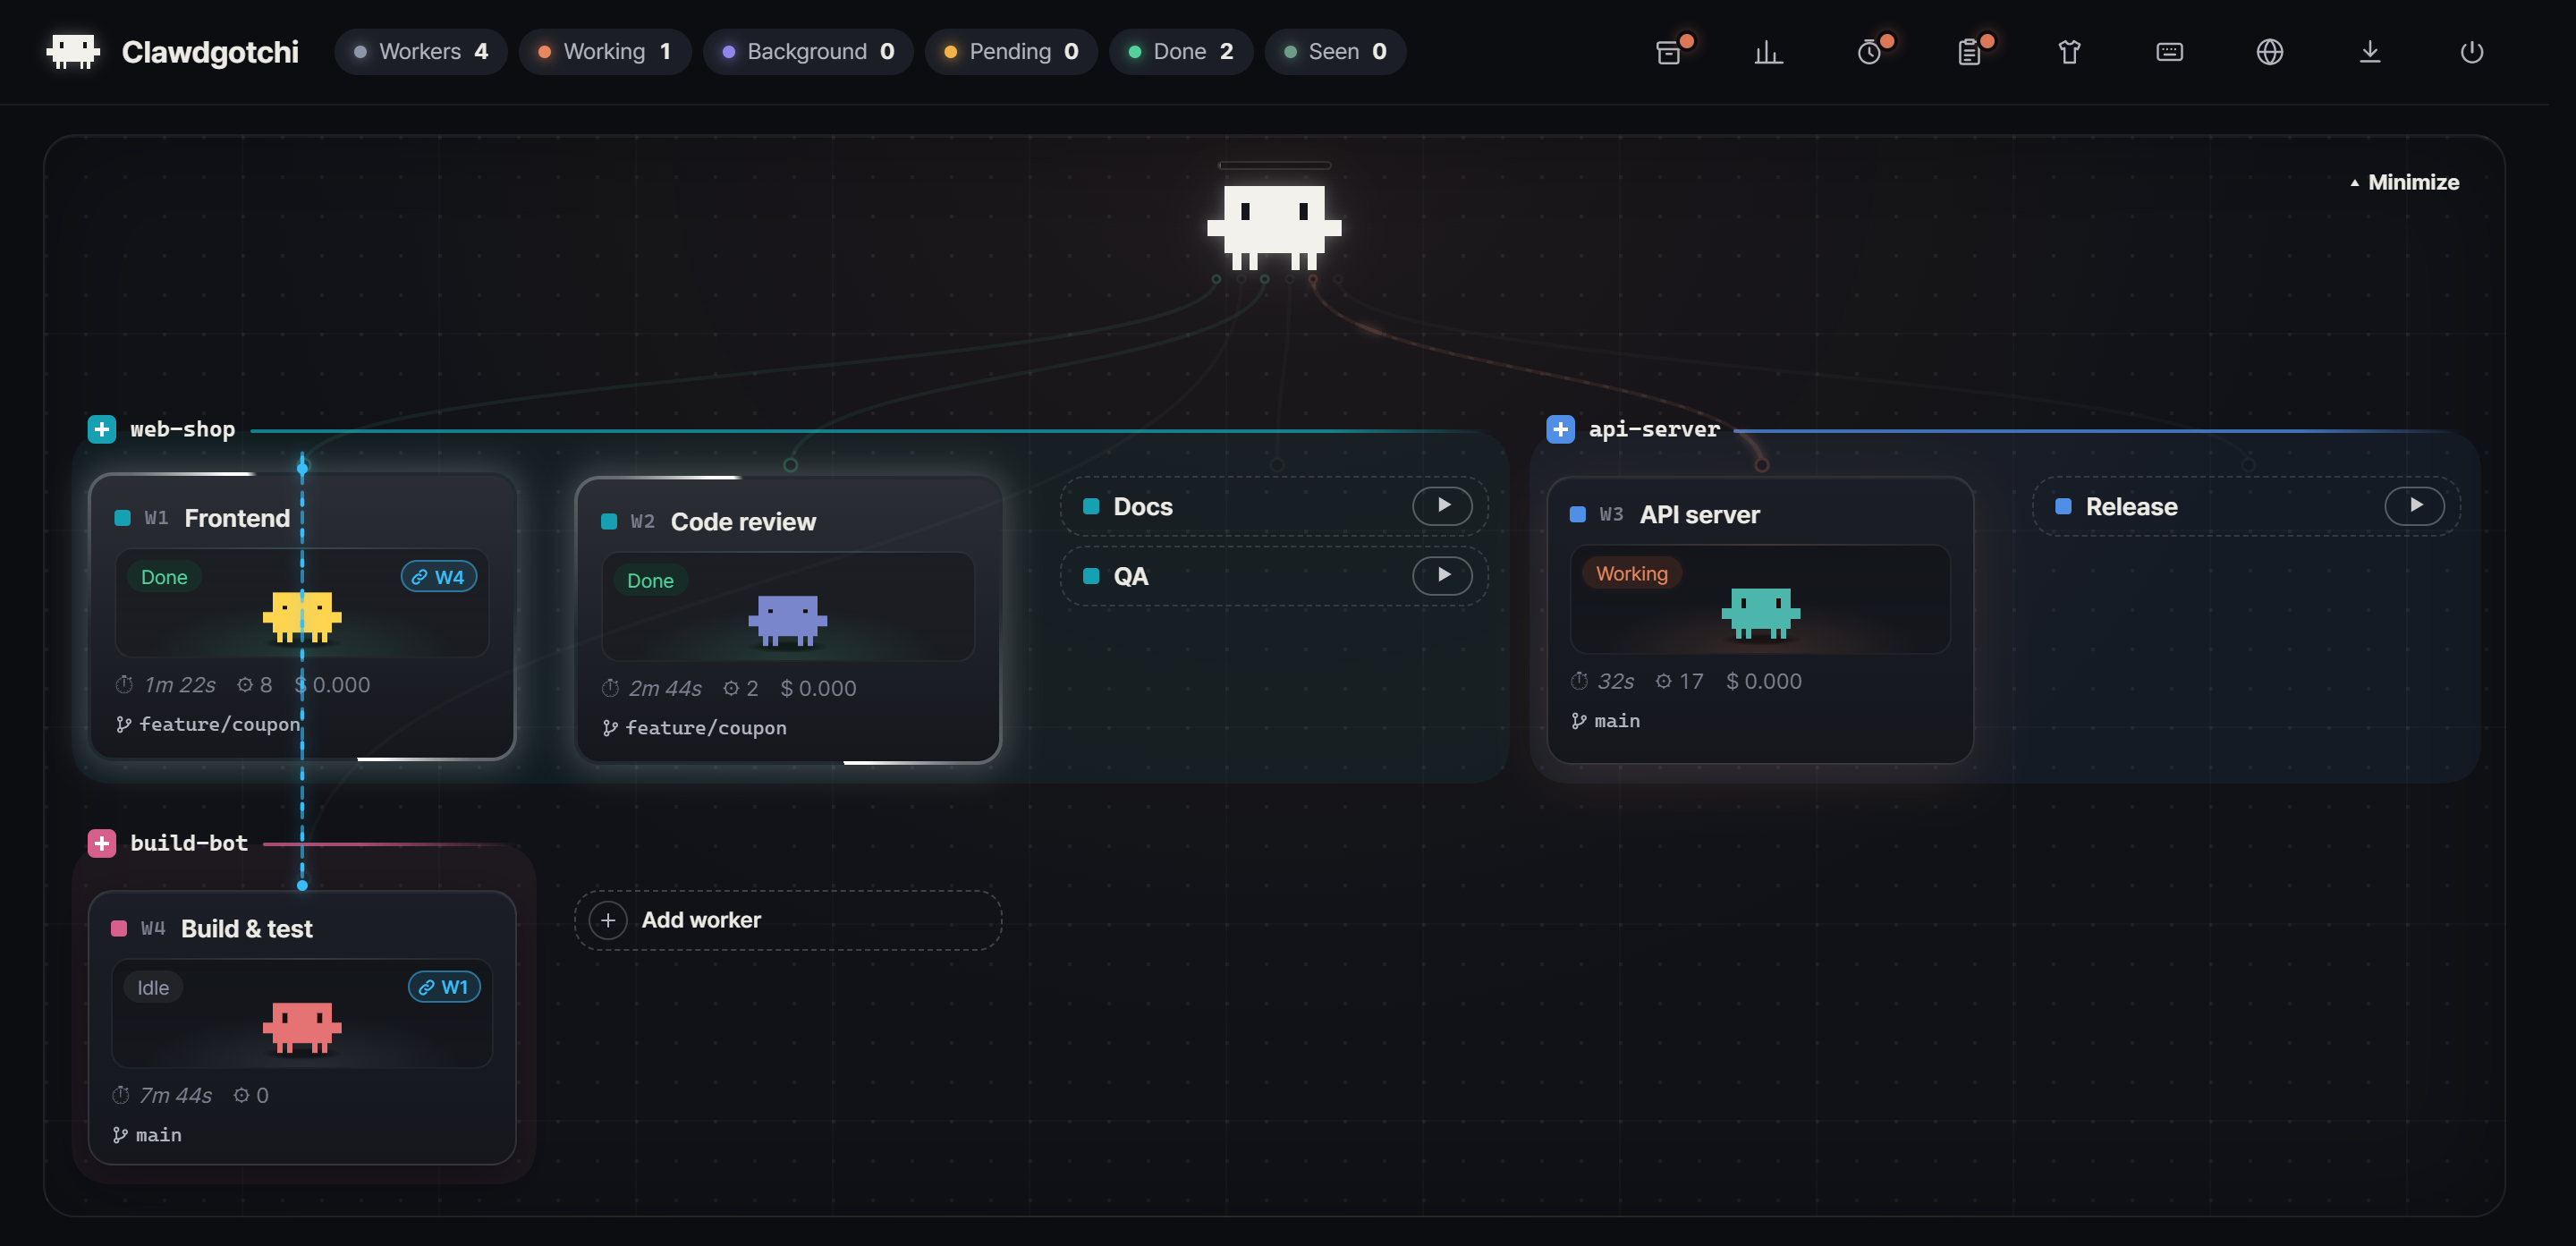 Clawdgotchi
Workers 4
Working 1
Background 0
Pending 0
Done 2
Seen 0
Minimize
web-shop
api-server
W1 Frontend
Done
W4
1m 22s 8 $ 0.000
feature/coupon
W2 Code review
Done
2m 44s 2 $ 0.000
feature/coupon
Docs
QA
W3 API server
Working
32s 17 $ 0.000
main
Release
build-bot
W4 Build & test
Idle
W1
7m 44s 0
main
Add worker